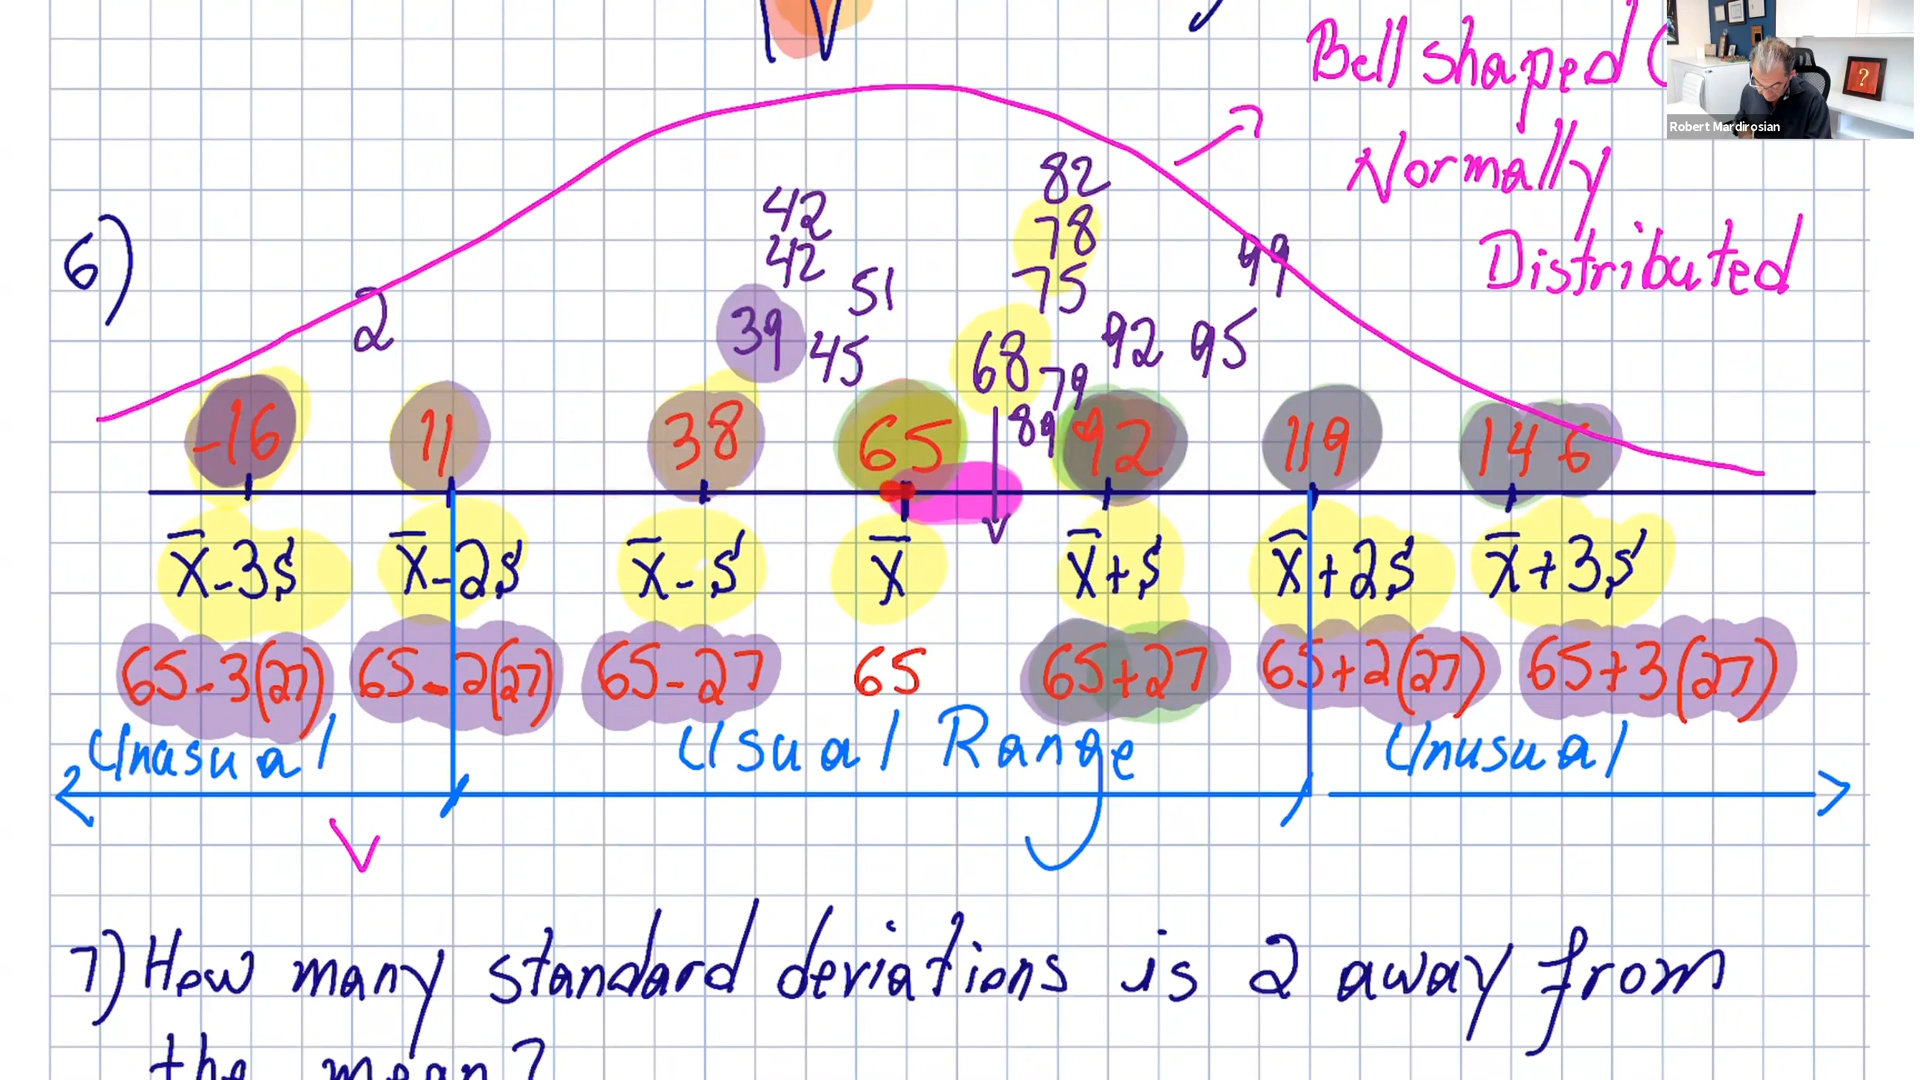 Bell shaped (
Robert Mardirosian
Normally
Distributed
6)
82
42
78
42
99
51
75
2
39
45
68
92
95
79
89
-16 11 38 65 92 119 146
x̄-3s x̄-2s x̄-s x̄ x̄+s x̄+2s x̄+3s
65-3(27) 65-2(27) 65-27 65 65+27 65+2(27) 65+3(27)
Unusual Usual Range Unusual
7) How many standard deviations is 2 away from
the mean?